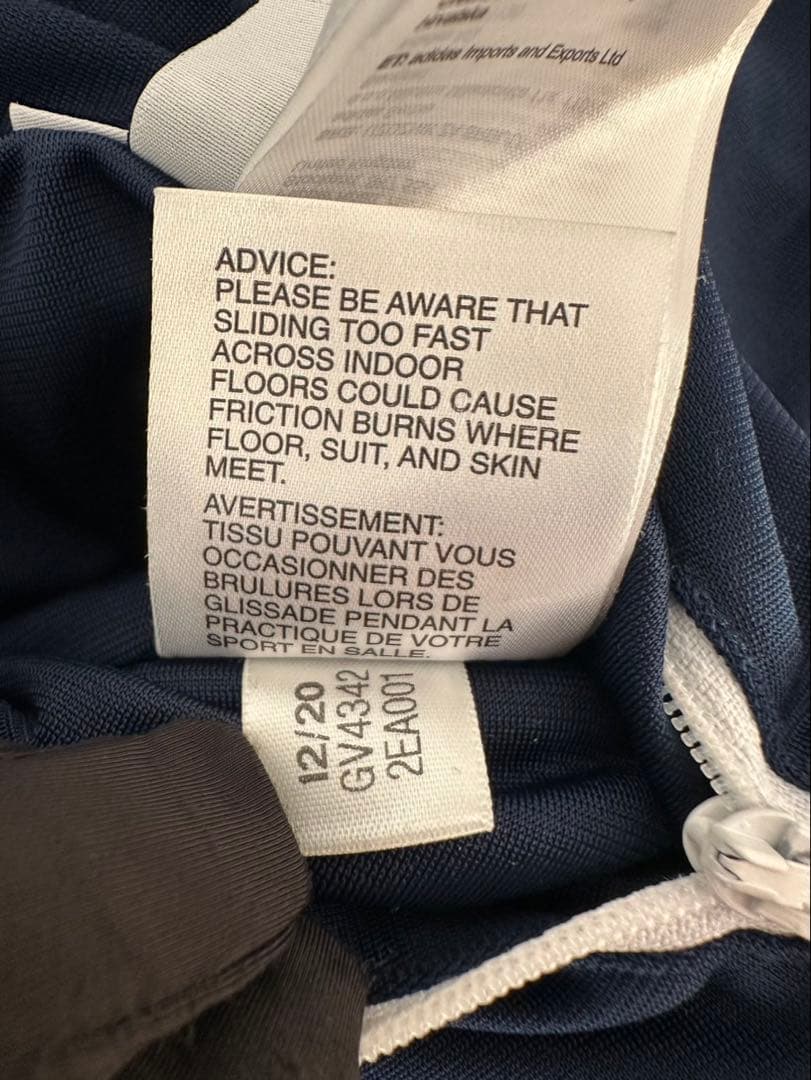 adidas Imports and Exports Ltd
ADVICE:
PLEASE BE AWARE THAT
SLIDING TOO FAST
ACROSS INDOOR
FLOORS COULD CAUSE
FRICTION BURNS WHERE
FLOOR, SUIT, AND SKIN
MEET.
AVERTISSEMENT:
TISSU POUVANT VOUS
OCCASIONNER DES
BRULURES LORS DE
GLISSADE PENDANT LA
PRACTIQUE DE VOTRE
SPORT EN SALLE.
12/20
GV4342
2EA001